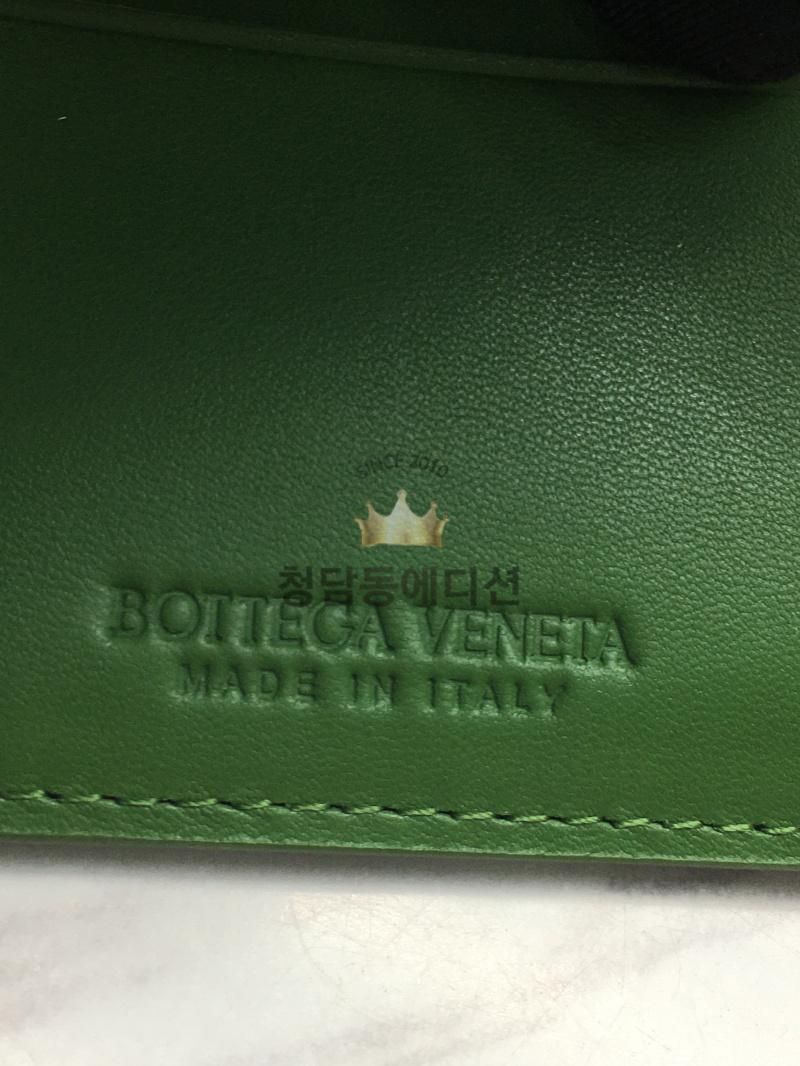 SINCE 2010
청담동에디션
BOTTEGA VENETA
MADE IN ITALY